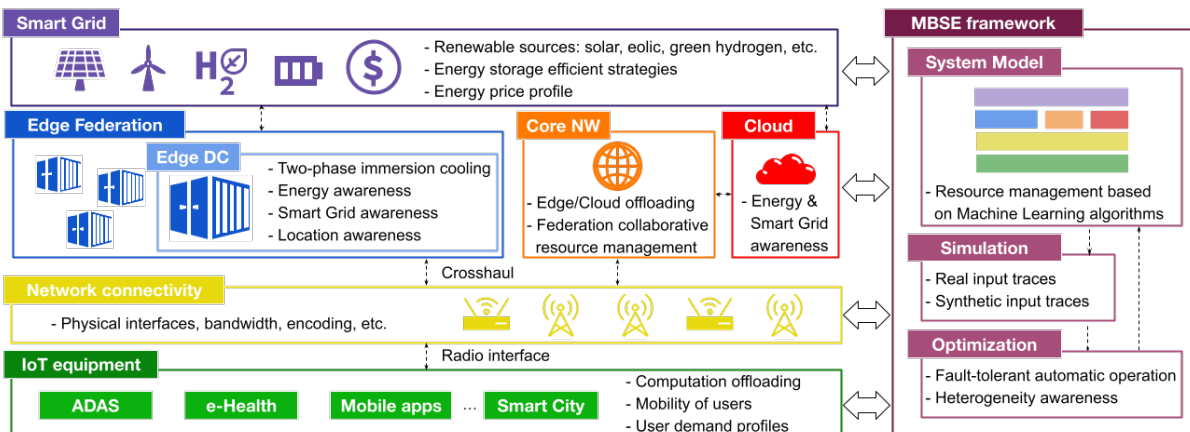 Smart Grid
H2
$
- Renewable sources: solar, eolic, green hydrogen, etc.
- Energy storage efficient strategies
- Energy price profile
Edge Federation
Edge DC
- Two-phase immersion cooling
- Energy awareness
- Smart Grid awareness
- Location awareness
Core NW
- Edge/Cloud offloading
- Federation collaborative
resource management
Cloud
- Energy &
Smart Grid
awareness
Crosshaul
Network connectivity
- Physical interfaces, bandwidth, encoding, etc.
Radio interface
IoT equipment
ADAS
e-Health
Mobile apps
...
Smart City
- Computation offloading
- Mobility of users
- User demand profiles
MBSE framework
System Model
- Resource management based
on Machine Learning algorithms
Simulation
- Real input traces
- Synthetic input traces
Optimization
- Fault-tolerant automatic operation
- Heterogeneity awareness